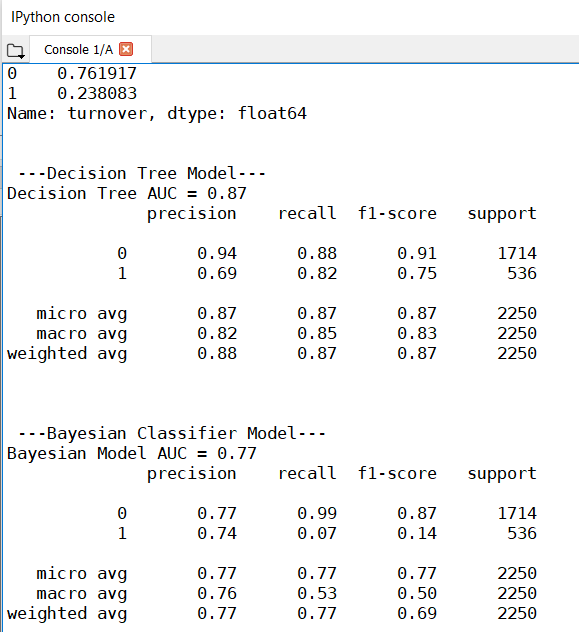 IPython console
Console 1/A
0    0.761917
1    0.238083
Name: turnover, dtype: float64
---Decision Tree Model---
Decision Tree AUC = 0.87
              precision    recall  f1-score   support
           0       0.94      0.88      0.91      1714
           1       0.69      0.82      0.75       536
   micro avg       0.87      0.87      0.87      2250
   macro avg       0.82      0.85      0.83      2250
weighted avg       0.88      0.87      0.87      2250
---Bayesian Classifier Model---
Bayesian Model AUC = 0.77
              precision    recall  f1-score   support
           0       0.77      0.99      0.87      1714
           1       0.74      0.07      0.14       536
   micro avg       0.77      0.77      0.77      2250
   macro avg       0.76      0.53      0.50      2250
weighted avg       0.77      0.77      0.69      2250